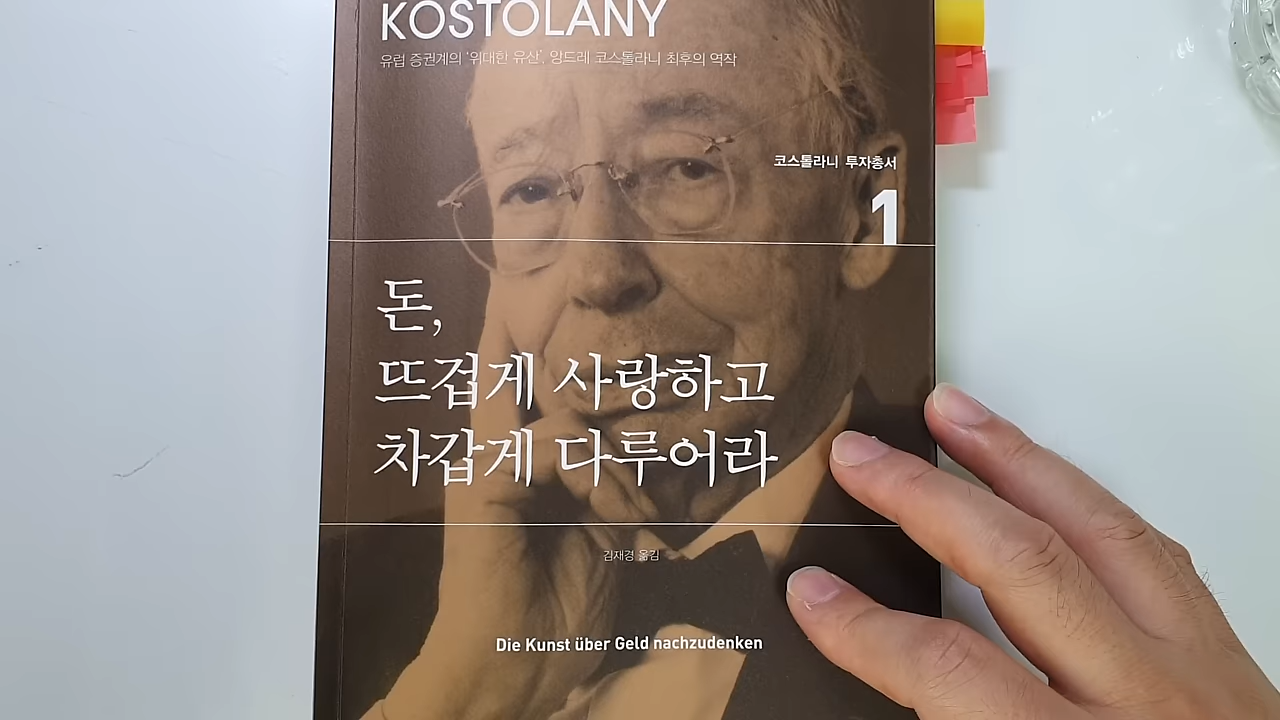 KOSTOLANY
유럽 증권계의 '위대한 유산', 앙드레 코스톨라니 최후의 역작
코스톨라니 투자총서
1
돈,
뜨겁게 사랑하고
차갑게 다루어라
김재경 옮김
Die Kunst über Geld nachzudenken